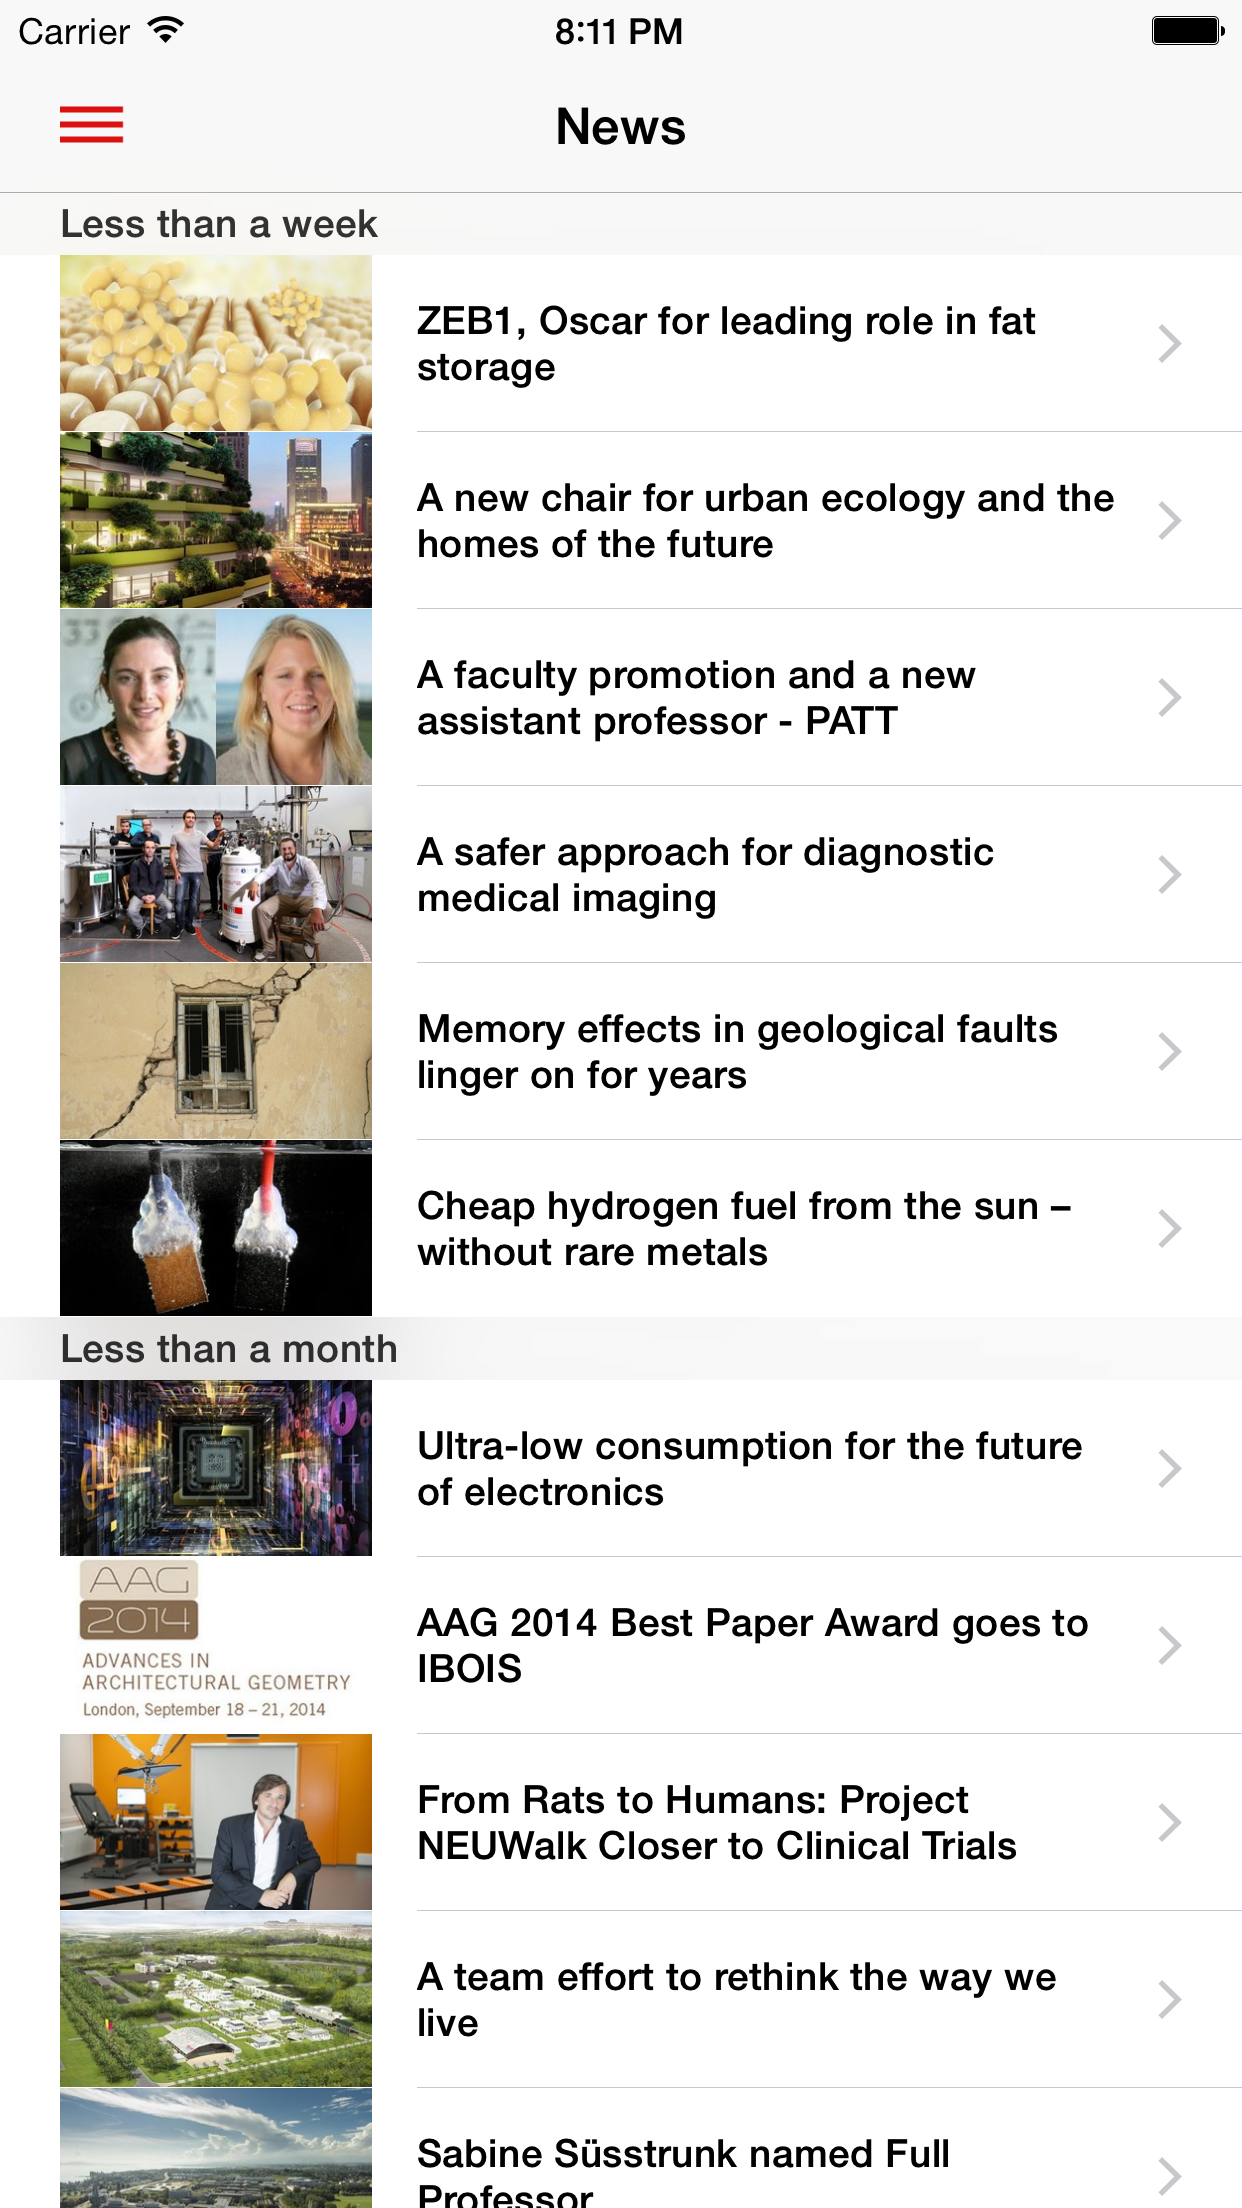 Carrier
8:11 PM
News
Less than a week
ZEB1, Oscar for leading role in fat
storage
A new chair for urban ecology and the
homes of the future
A faculty promotion and a new
assistant professor - PATT
A safer approach for diagnostic
medical imaging
Memory effects in geological faults
linger on for years
Cheap hydrogen fuel from the sun –
without rare metals
Less than a month
Ultra-low consumption for the future
of electronics
AAG
2014
ADVANCES IN
ARCHITECTURAL GEOMETRY
London, September 18 – 21, 2014
AAG 2014 Best Paper Award goes to
IBOIS
From Rats to Humans: Project
NEUWalk Closer to Clinical Trials
A team effort to rethink the way we
live
Sabine Süsstrunk named Full
Professor